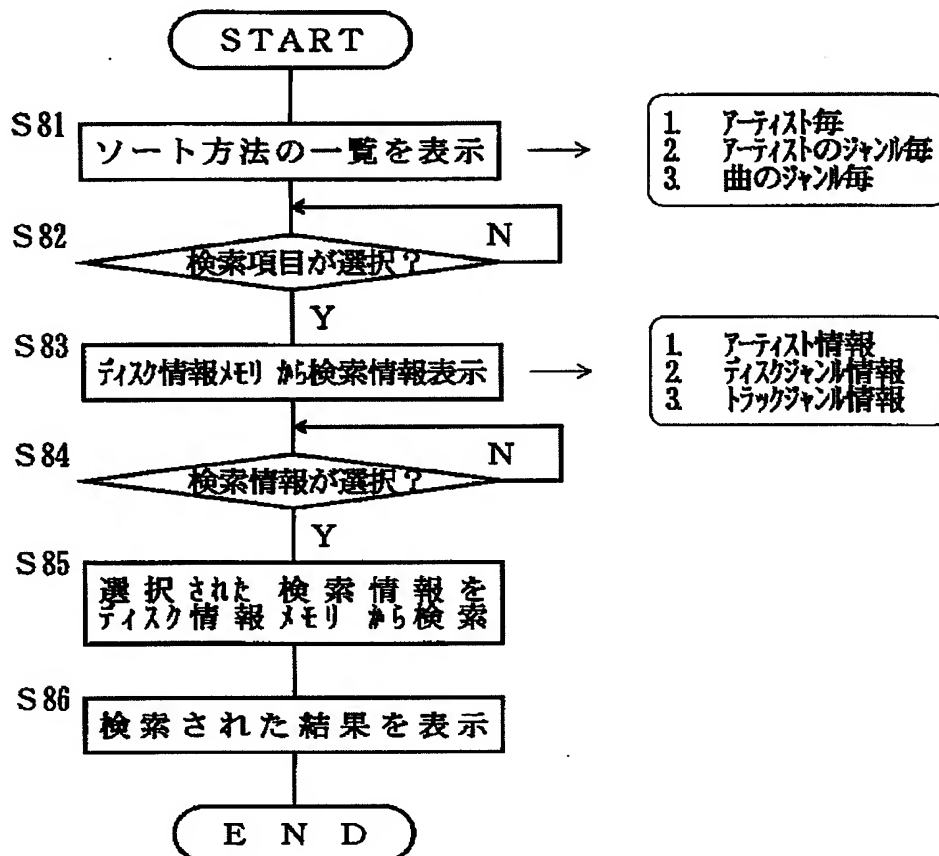 START
S81
ソート方法の一覧を表示
1. アーティスト毎
2. アーティストのジャンル毎
3. 曲のジャンル毎
S82
検索項目が選択?
N
Y
S83
ディスク情報メモリから検索情報表示
1. アーティスト情報
2. ディスクジャンル情報
3. トラックジャンル情報
S84
検索情報が選択?
N
Y
S85
選択された検索情報を
ディスク情報メモリから検索
S86
検索された結果を表示
END